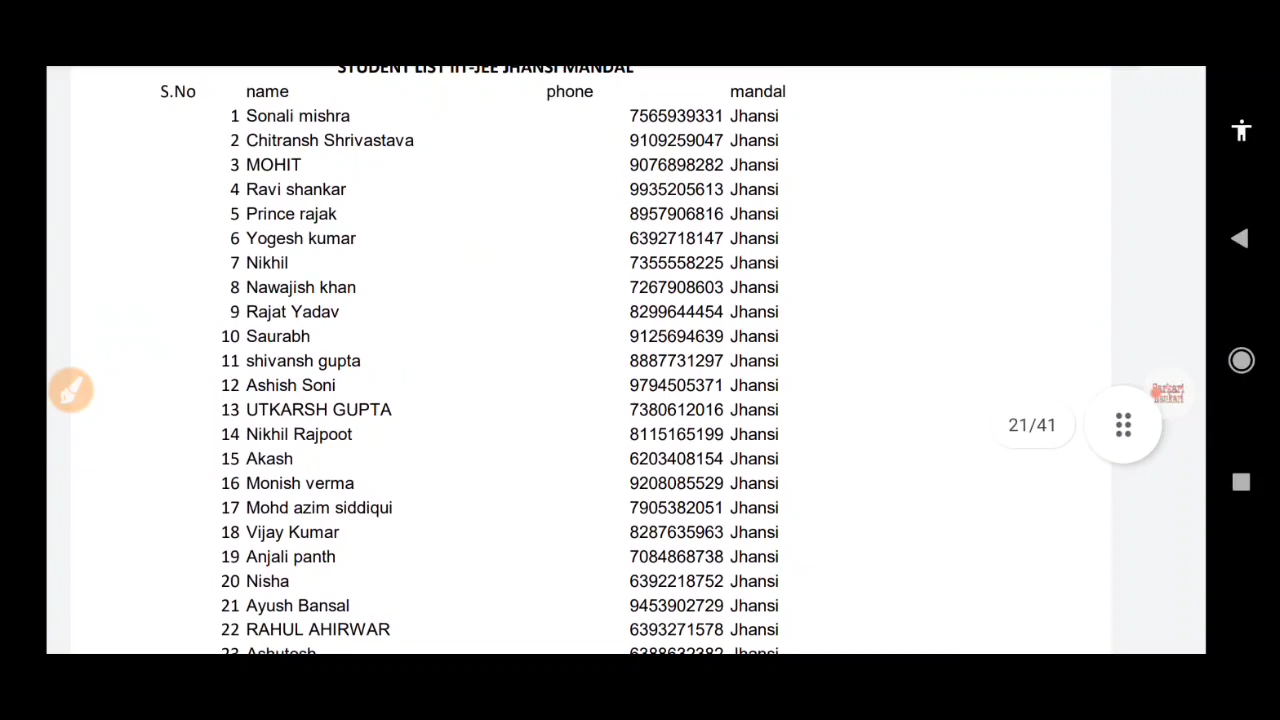 STUDENT LIST IIT-JEE JHANSI MANDAL
S.No name phone mandal
1 Sonali mishra 7565939331 Jhansi
2 Chitransh Shrivastava 9109259047 Jhansi
3 MOHIT 9076898282 Jhansi
4 Ravi shankar 9935205613 Jhansi
5 Prince rajak 8957906816 Jhansi
6 Yogesh kumar 6392718147 Jhansi
7 Nikhil 7355558225 Jhansi
8 Nawajish khan 7267908603 Jhansi
9 Rajat Yadav 8299644454 Jhansi
10 Saurabh 9125694639 Jhansi
11 shivansh gupta 8887731297 Jhansi
12 Ashish Soni 9794505371 Jhansi
13 UTKARSH GUPTA 7380612016 Jhansi
14 Nikhil Rajpoot 8115165199 Jhansi
15 Akash 6203408154 Jhansi
16 Monish verma 9208085529 Jhansi
17 Mohd azim siddiqui 7905382051 Jhansi
18 Vijay Kumar 8287635963 Jhansi
19 Anjali panth 7084868738 Jhansi
20 Nisha 6392218752 Jhansi
21 Ayush Bansal 9453902729 Jhansi
22 RAHUL AHIRWAR 6393271578 Jhansi
23 Ashutosh 6388632382 Jhansi
21/41